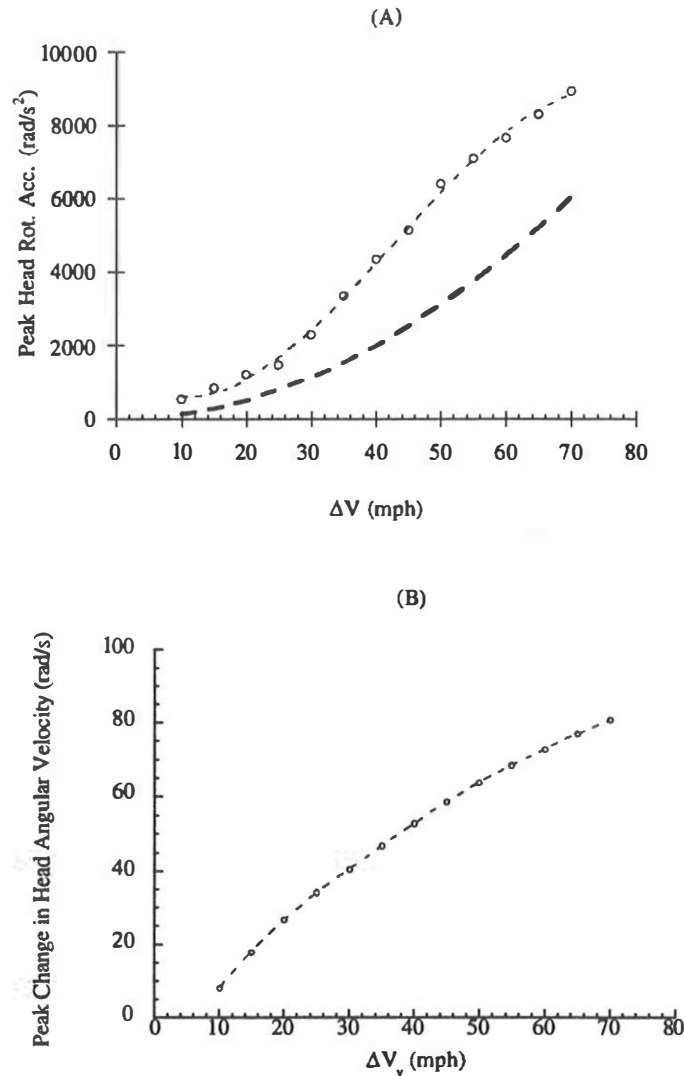 (A)
Peak Head Rot. Acc. (rad/s²)
10000
8000
6000
4000
2000
0
0 10 20 30 40 50 60 70 80
ΔV (mph)
(B)
Peak Change in Head Angular Velocity (rad/s)
100
80
60
40
20
0
0 10 20 30 40 50 60 70 80
ΔVₓ (mph)